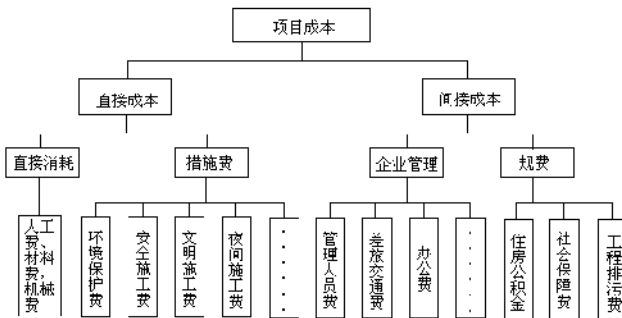 项目成本
直接成本
间接成本
直接消耗
措施费
企业管理
规费
人工
费、
材料
费，
机械
费
环境保护费
安全施工费
文明施工费
夜间施工费
......
管理人员费
差旅交通费
办公费
......
住房公积金
社会保障费
工程排污费